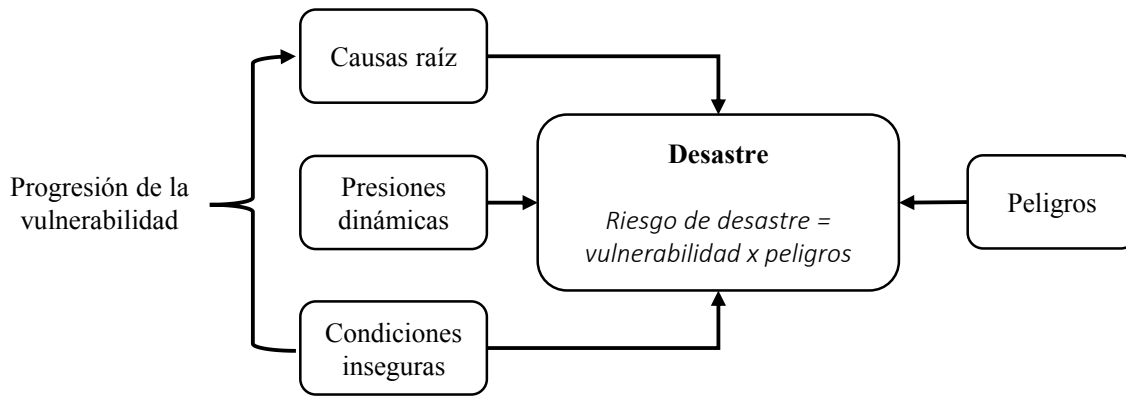 Causas raíz
Progresión de la
vulnerabilidad
Presiones
dinámicas
Condiciones
inseguras
Desastre
Riesgo de desastre =
vulnerabilidad x peligros
Peligros